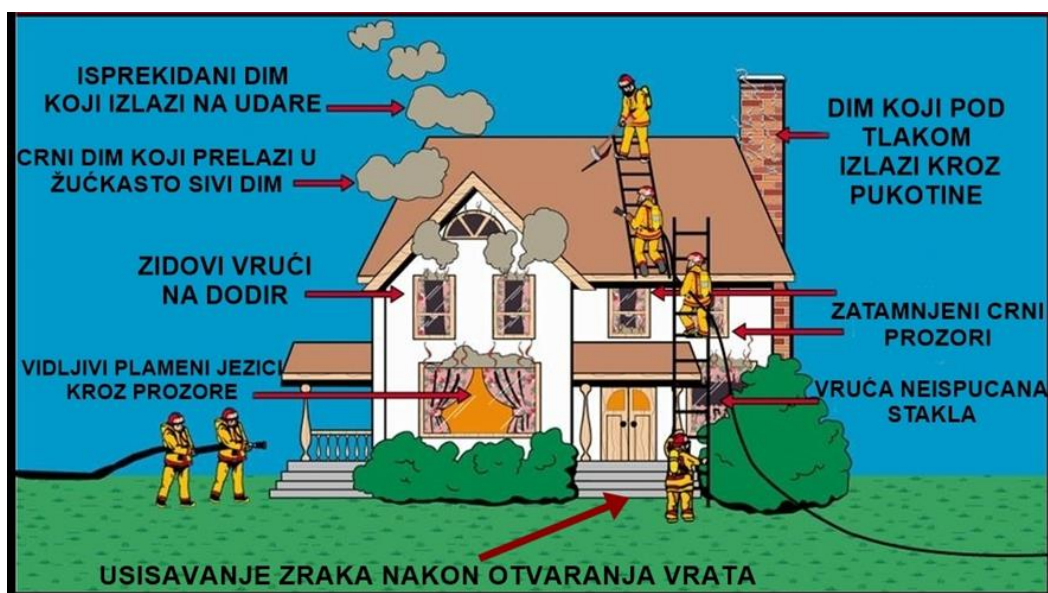 ISPREKIDANI DIM
KOJI IZLAZI NA UDARE
CRNI DIM KOJI PRELAZI U
ŽUĆKASTO SIVI DIM
ZIDOVI VRUĆI
NA DODIR
VIDLJIVI PLAMENI JEZICI
KROZ PROZORE
DIM KOJI POD
TLAKOM
IZLAZI KROZ
PUKOTINE
ZATAMNJENI CRNI
PROZORI
VRUĆA NEISPUCANA
STAKLA
USISAVANJE ZRAKA NAKON OTVARANJA VRATA